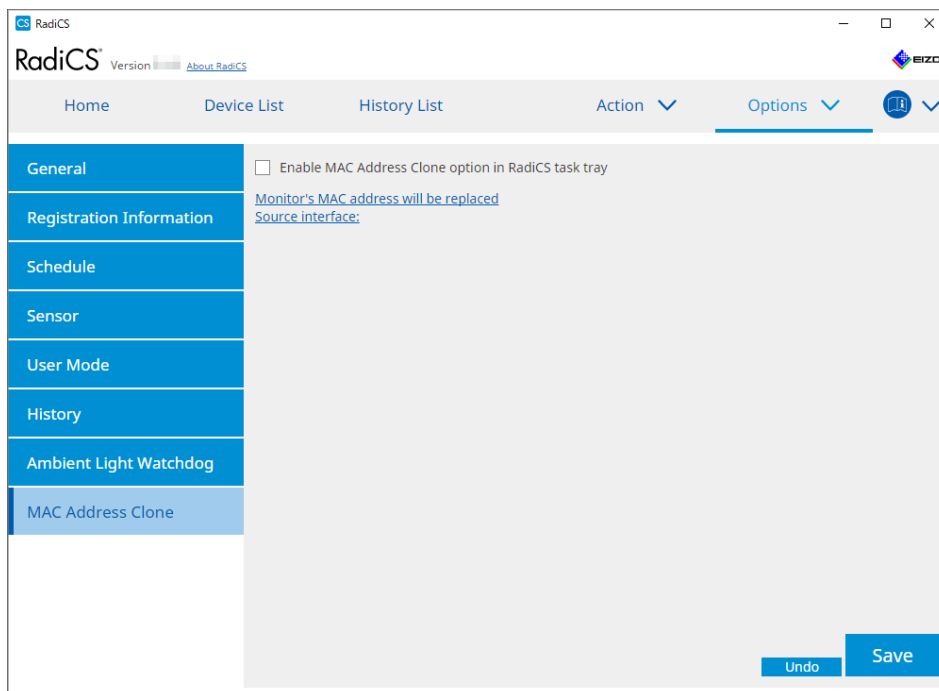 CS RadiCS
RadiCS® Version About RadiCS
EIZO
Home Device List History List Action Options
General
Registration Information
Schedule
Sensor
User Mode
History
Ambient Light Watchdog
MAC Address Clone
Enable MAC Address Clone option in RadiCS task tray
Monitor's MAC address will be replaced
Source interface:
Undo
Save